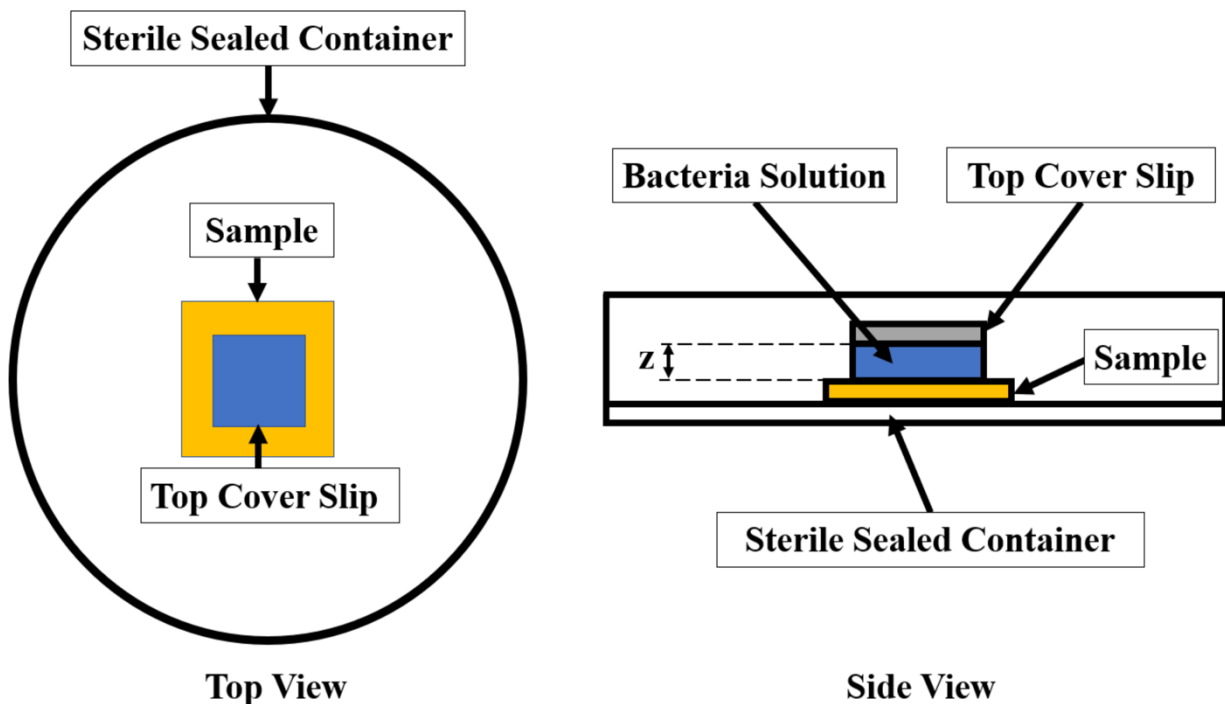 Sterile Sealed Container
Sample
Top Cover Slip
Top View
Bacteria Solution
Top Cover Slip
z
Sample
Sterile Sealed Container
Side View